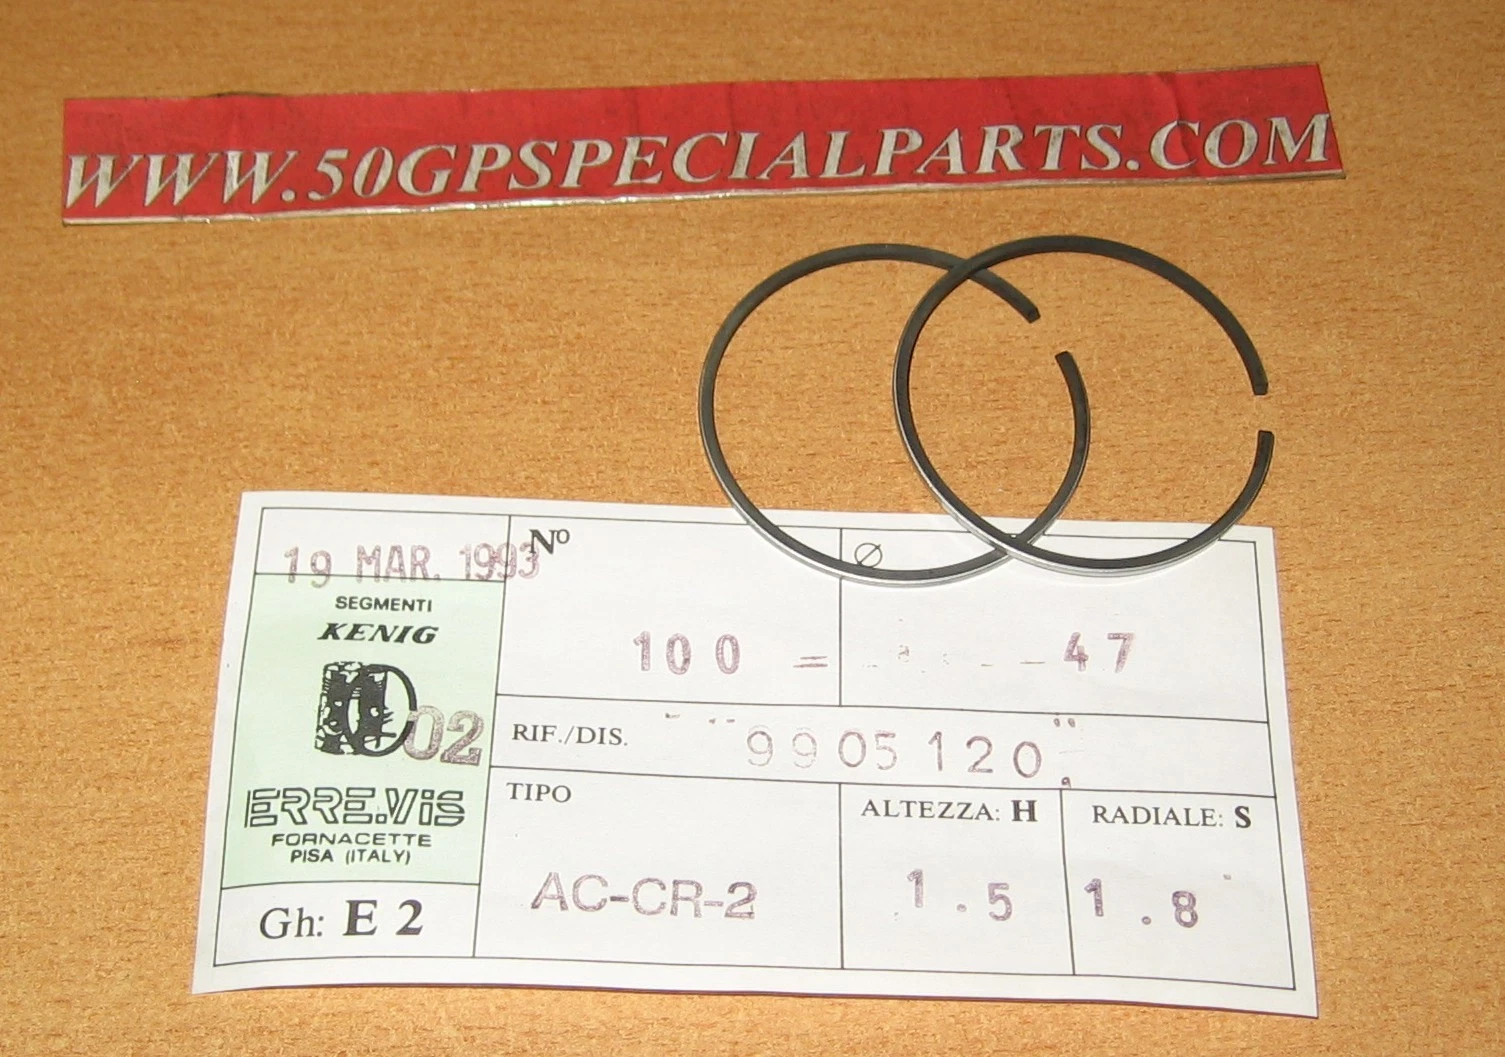 WWW.50GPSPECIALPARTS.COM
19 MAR. 1993
Nº
Ø
SEGMENTI
KENIG
100 =
47
02
RIF./DIS.
"9905120"
ERRE.ViS
FORNACETTE
PISA (ITALY)
TIPO
ALTEZZA: H
RADIALE: S
AC-CR-2
1.5
1.8
Gh: E 2